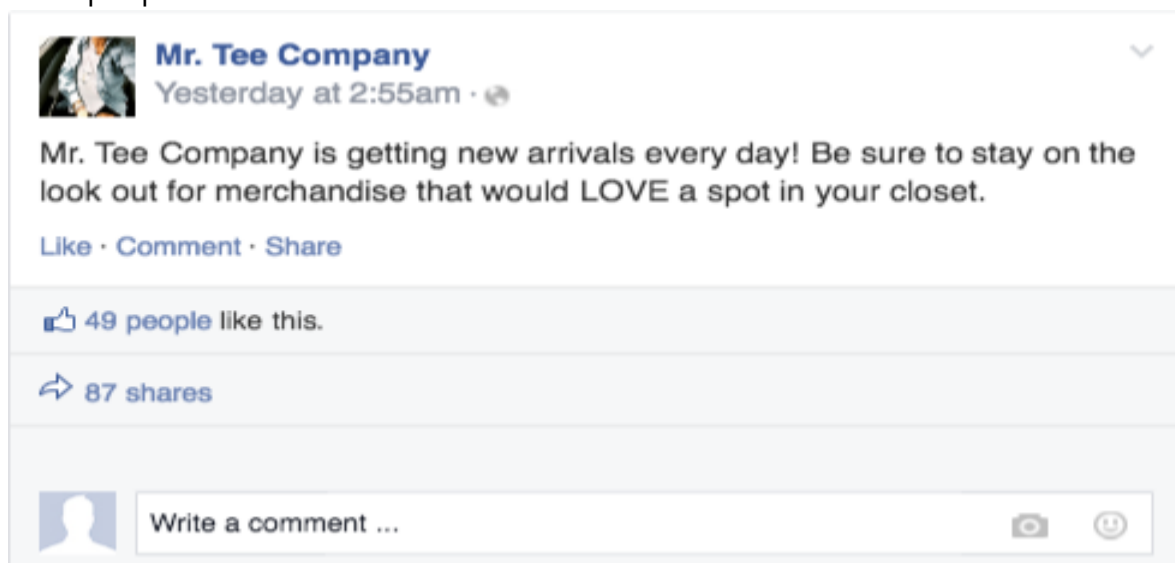 Mr. Tee Company
Yesterday at 2:55am ·
Mr. Tee Company is getting new arrivals every day! Be sure to stay on the
look out for merchandise that would LOVE a spot in your closet.
Like · Comment · Share
49 people like this.
87 shares
Write a comment ...